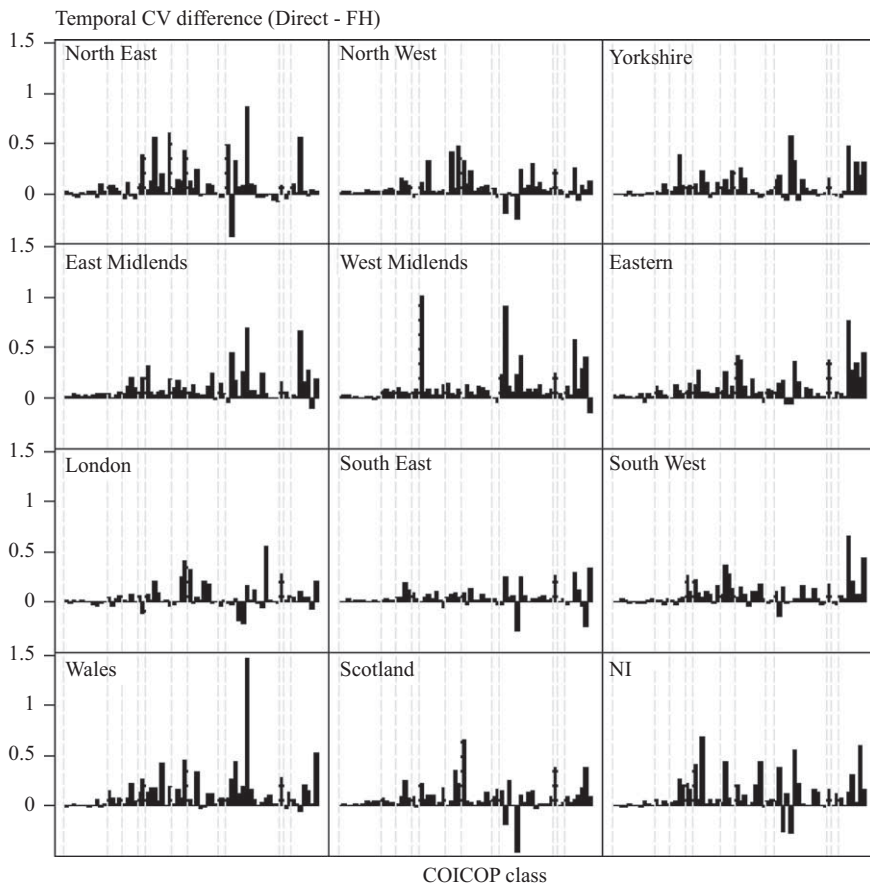 Temporal CV difference (Direct - FH)
1.5
North East
North West
Yorkshire
1
0.5
0
1.5
East Midlends
West Midlends
Eastern
1
0.5
0
1.5
London
South East
South West
1
0.5
0
1.5
Wales
Scotland
NI
1
0.5
0
COICOP class